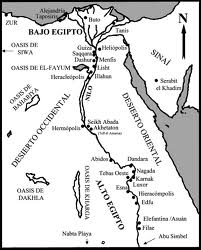 Alejandría
Taposiris
ZUR
Buto
N
BAJO EGIPTO
OASIS DE
SIWA
Guiza
Heliópolis
Saqqara
Dashur
Menfis
SINAÍ
OASIS DE EL-FAYUM
Lisht
Illahun
Heracleópolis
Serabit
el Khadim
OASIS DE
BAHARIYA
NILO
DESIERTO OCCIDENTAL
DESIERTO ORIENTAL
Hermópolis
Seikh Abada
Akhetaton
(El-Amarna)
Abidos
Dandara
Nagada
Karnak
Tebas Oeste
Luxor
OASIS DE
DAKHLA
OASIS
DE KHARGA
Esna
Hieracómpolis
Edfu
ALTO EGIPTO
Elefantina /Asuán
Filae
Nabta Playa
Abu Simbel